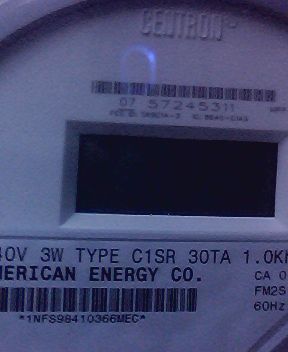 CENTRON
07 57245311
40V 3W TYPE C1SR 30TA 1.0K
MERICAN ENERGY CO.
CA 0
FM2S
60Hz
*1NFS98410366MEC*